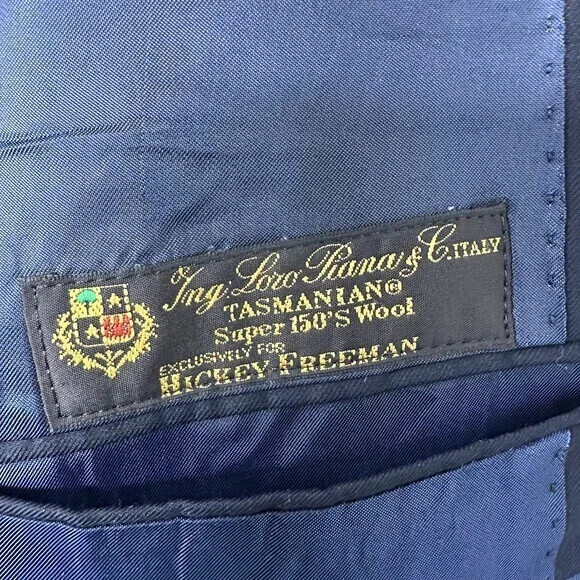 Ing. Loro Piana & C. ITALY
TASMANIAN®
Super 150'S Wool
EXCLUSIVELY FOR
HICKEY-FREEMAN